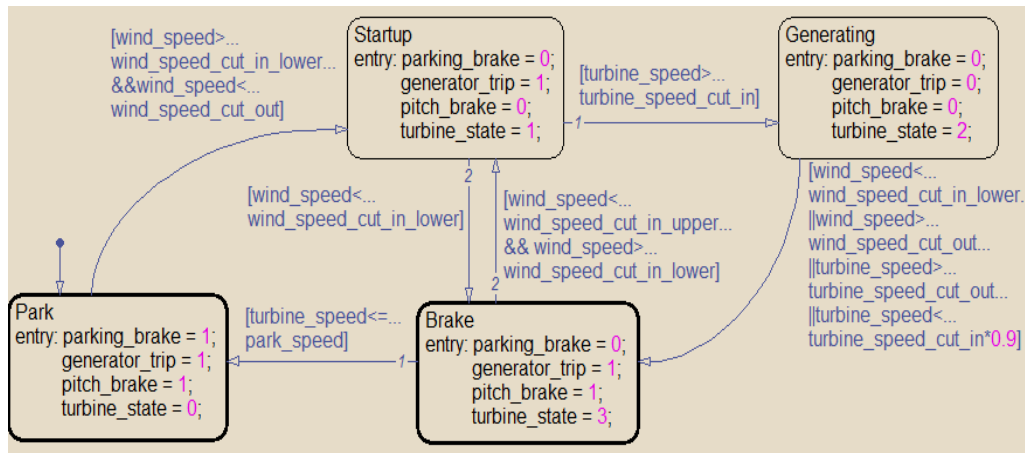 [wind_speed>...
wind_speed_cut_in_lower...
&&wind_speed<...
wind_speed_cut_out]
Startup
entry: parking_brake = 0;
generator_trip = 1;
pitch_brake = 0;
turbine_state = 1;
[turbine_speed>...
turbine_speed_cut_in]
1
Generating
entry: parking_brake = 0;
generator_trip = 0;
pitch_brake = 0;
turbine_state = 2;
2
[wind_speed<...
wind_speed_cut_in_lower]
2
[wind_speed<...
wind_speed_cut_in_upper...
&& wind_speed>...
wind_speed_cut_in_lower]
[wind_speed<...
wind_speed_cut_in_lower...
||wind_speed>...
wind_speed_cut_out...
||turbine_speed>...
turbine_speed_cut_out...
||turbine_speed<...
turbine_speed_cut_in*0.9]
2
Park
entry: parking_brake = 1;
generator_trip = 1;
pitch_brake = 1;
turbine_state = 0;
[turbine_speed<=...
park_speed]
1
Brake
entry: parking_brake = 0;
generator_trip = 1;
pitch_brake = 1;
turbine_state = 3;